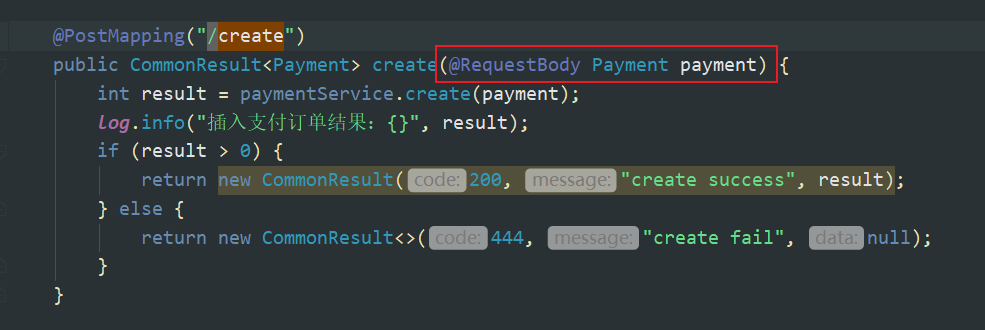 @PostMapping("/create")
public CommonResult<Payment> create(@RequestBody Payment payment) {
int result = paymentService.create(payment);
log.info("插入支付订单结果: {}", result);
if (result > 0) {
return new CommonResult( code: 200, message: "create success", result);
} else {
return new CommonResult<>( code: 444, message: "create fail", data: null);
}
}